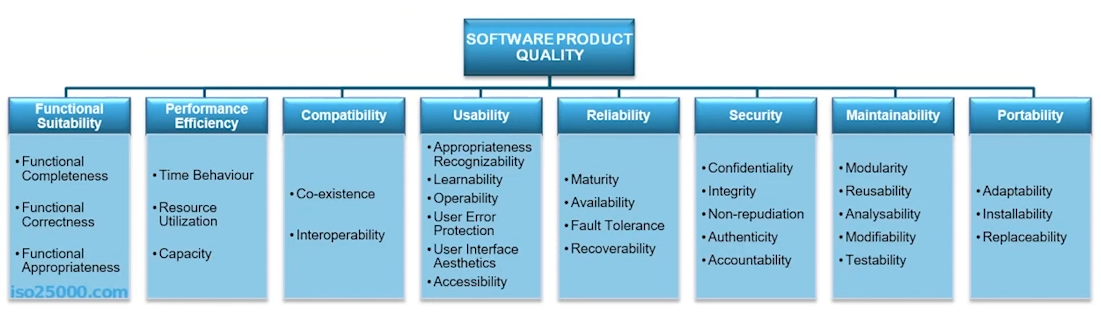 SOFTWARE PRODUCT
QUALITY
Functional
Suitability
• Functional
Completeness
• Functional
Correctness
• Functional
Appropriateness
iso25000.com
Performance
Efficiency
• Time Behaviour
• Resource
Utilization
• Capacity
Compatibility
• Co-existence
• Interoperability
Usability
• Appropriateness
Recognizability
• Learnability
• Operability
• User Error
Protection
• User Interface
Aesthetics
• Accessibility
Reliability
• Maturity
• Availability
• Fault Tolerance
• Recoverability
Security
• Confidentiality
• Integrity
• Non-repudiation
• Authenticity
• Accountability
Maintainability
• Modularity
• Reusability
• Analysability
• Modifiability
• Testability
Portability
• Adaptability
• Installability
• Replaceability